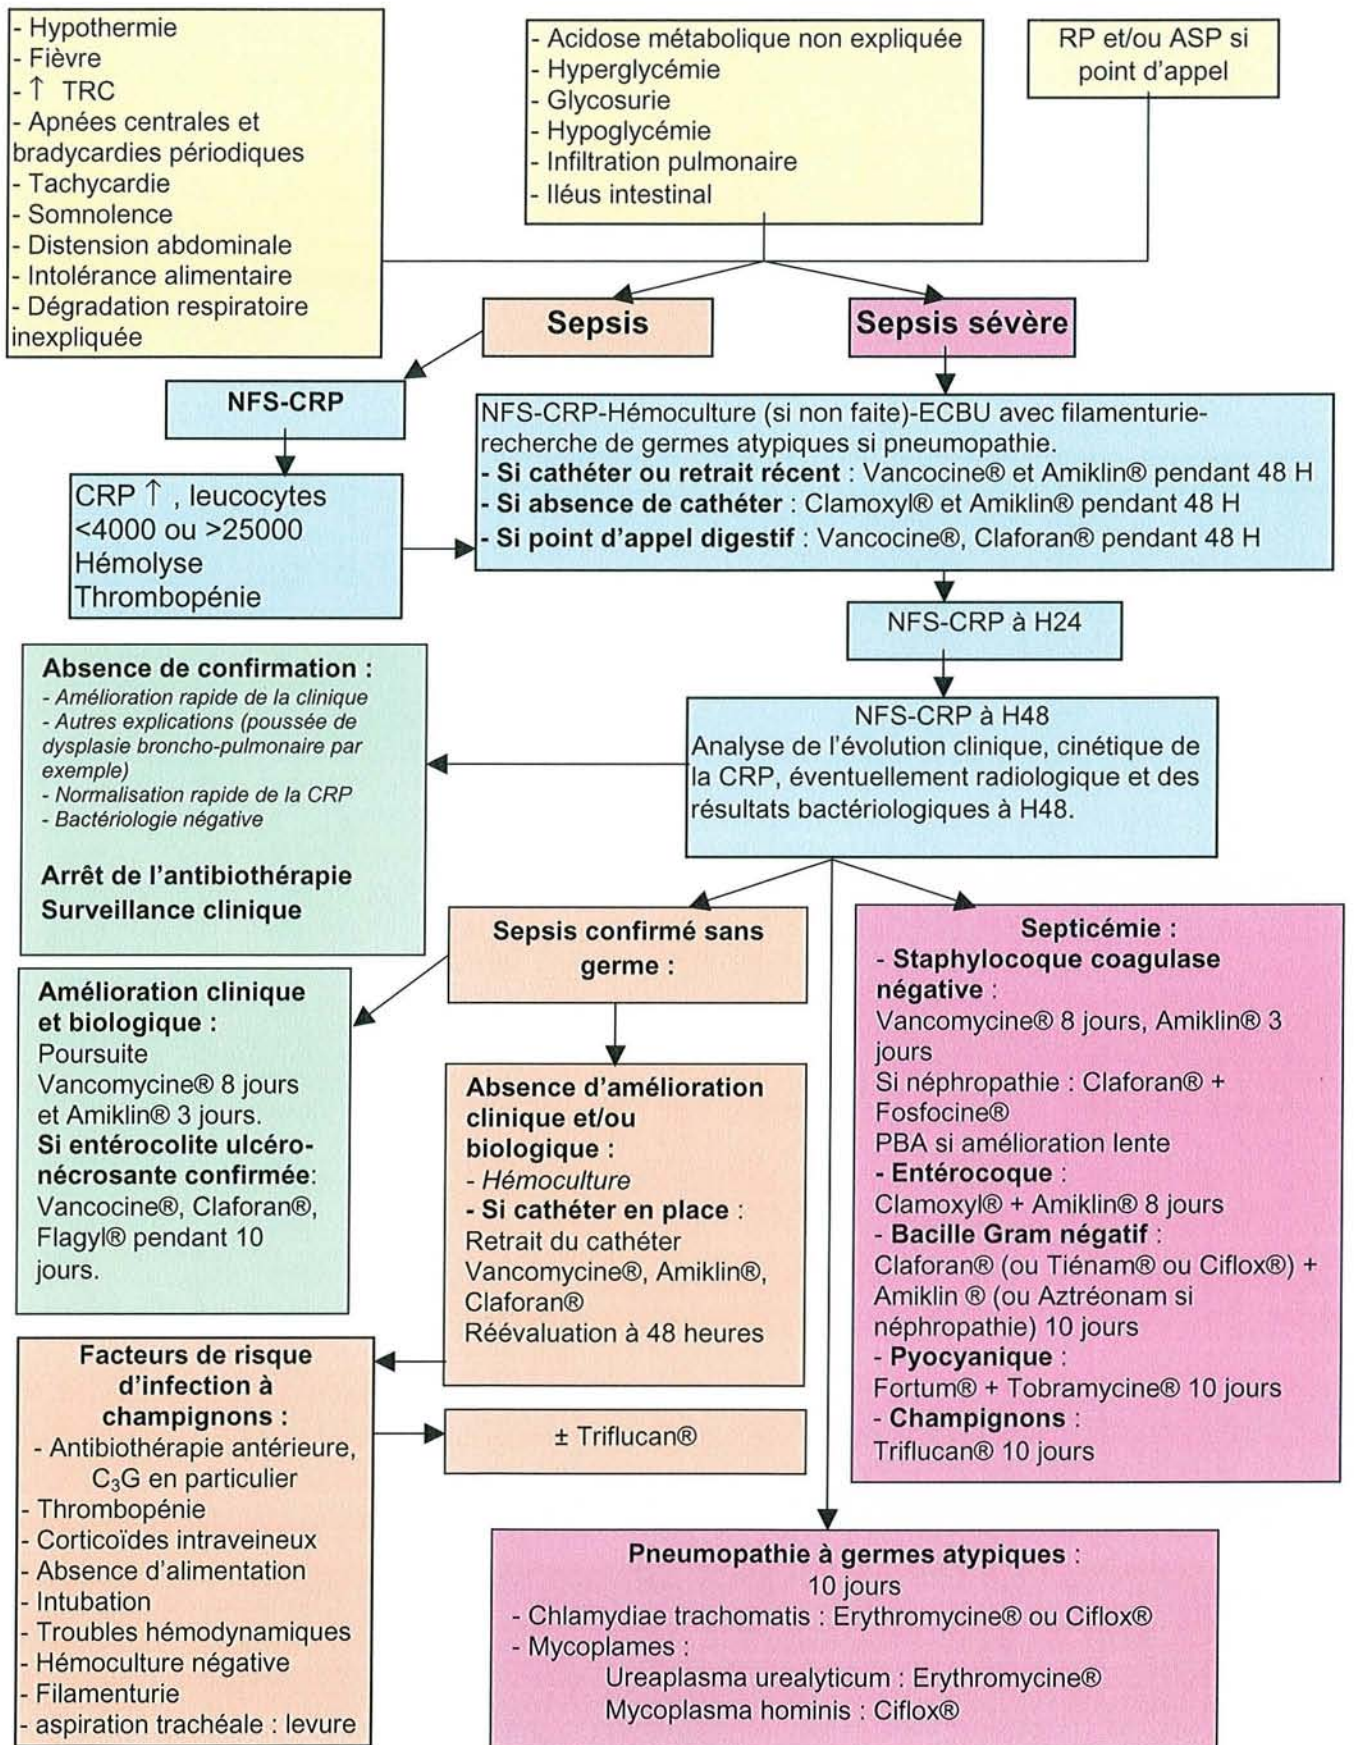 - Hypothermie
- Fièvre
- ↑ TRC
- Apnées centrales et
bradycardies périodiques
- Tachycardie
- Somnolence
- Distension abdominale
- Intolérance alimentaire
- Dégradation respiratoire
inexpliquée
- Acidose métabolique non expliquée
- Hyperglycémie
- Glycosurie
- Hypoglycémie
- Infiltration pulmonaire
- Iléus intestinal
RP et/ou ASP si
point d'appel
Sepsis
Sepsis sévère
NFS-CRP
CRP ↑ , leucocytes
<4000 ou >25000
Hémolyse
Thrombopénie
NFS-CRP-Hémoculture (si non faite)-ECBU avec filamenturie-
recherche de germes atypiques si pneumopathie.
- Si cathéter ou retrait récent : Vancocine® et Amiklin® pendant 48 H
- Si absence de cathéter : Clamoxyl® et Amiklin® pendant 48 H
- Si point d'appel digestif : Vancocine®, Claforan® pendant 48 H
NFS-CRP à H24
NFS-CRP à H48
Analyse de l'évolution clinique, cinétique de
la CRP, éventuellement radiologique et des
résultats bactériologiques à H48.
Absence de confirmation :
- Amélioration rapide de la clinique
- Autres explications (poussée de
dysplasie broncho-pulmonaire par
exemple)
- Normalisation rapide de la CRP
- Bactériologie négative
Arrêt de l'antibiothérapie
Surveillance clinique
Sepsis confirmé sans
germe :
Amélioration clinique
et biologique :
Poursuite
Vancomycine® 8 jours
et Amiklin® 3 jours.
Si entérocolite ulcéro-
nécrosante confirmée:
Vancocine®, Claforan®,
Flagyl® pendant 10
jours.
Absence d'amélioration
clinique et/ou
biologique :
- Hémoculture
- Si cathéter en place :
Retrait du cathéter
Vancomycine®, Amiklin®,
Claforan®
Réévaluation à 48 heures
Septicémie :
- Staphylocoque coagulase
négative :
Vancomycine® 8 jours, Amiklin® 3
jours
Si néphropathie : Claforan® +
Fosfocine®
PBA si amélioration lente
- Entérocoque :
Clamoxyl® + Amiklin® 8 jours
- Bacille Gram négatif :
Claforan® (ou Tiénam® ou Ciflox®) +
Amiklin ® (ou Aztréonam si
néphropathie) 10 jours
- Pyocyanique :
Fortum® + Tobramycine® 10 jours
- Champignons :
Triflucan® 10 jours
Facteurs de risque
d'infection à
champignons :
- Antibiothérapie antérieure,
C₃G en particulier
- Thrombopénie
- Corticoïdes intraveineux
- Absence d'alimentation
- Intubation
- Troubles hémodynamiques
- Hémoculture négative
- Filamenturie
- aspiration trachéale : levure
± Triflucan®
Pneumopathie à germes atypiques :
10 jours
- Chlamydiae trachomatis : Erythromycine® ou Ciflox®
- Mycoplames :
Ureaplasma urealyticum : Erythromycine®
Mycoplasma hominis : Ciflox®